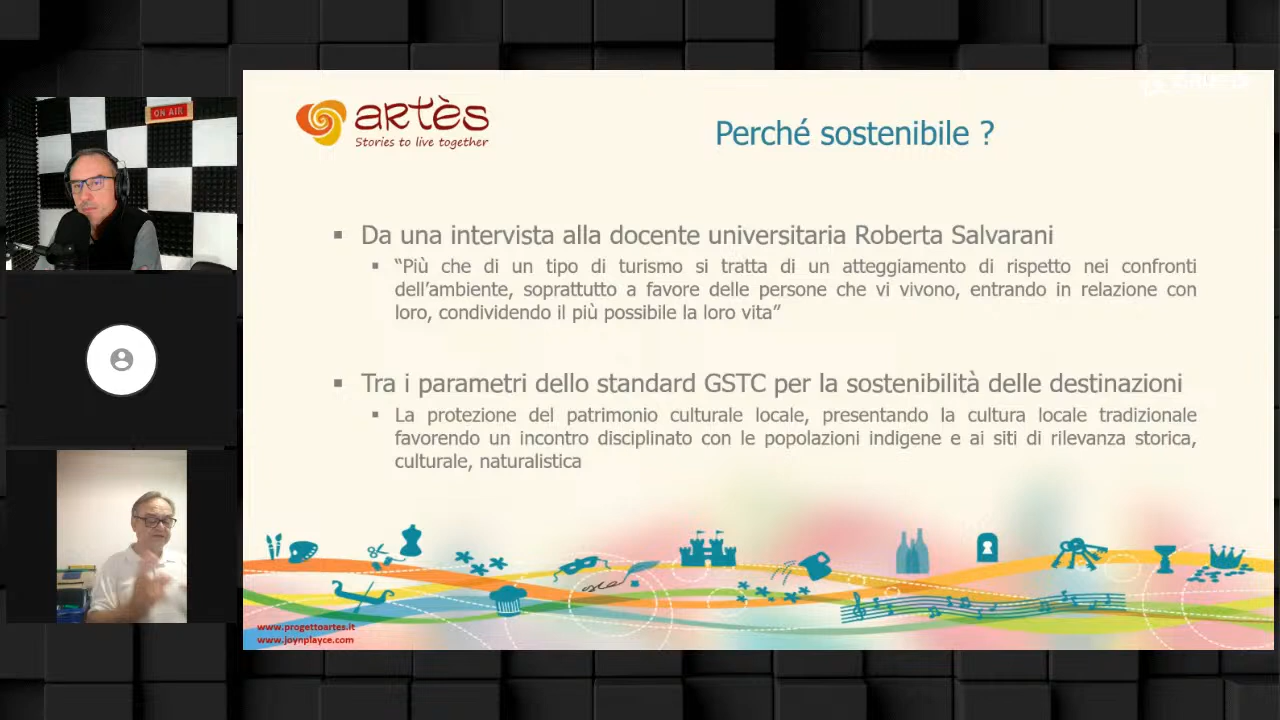 ON AIR
artès
Stories to live together
Perché sostenibile ?
Da una intervista alla docente universitaria Roberta Salvarani
“Più che di un tipo di turismo si tratta di un atteggiamento di rispetto nei confronti
dell’ambiente, soprattutto a favore delle persone che vi vivono, entrando in relazione con
loro, condividendo il più possibile la loro vita”
Tra i parametri dello standard GSTC per la sostenibilità delle destinazioni
La protezione del patrimonio culturale locale, presentando la cultura locale tradizionale
favorendo un incontro disciplinato con le popolazioni indigene e ai siti di rilevanza storica,
culturale, naturalistica
www.progettoartes.it
www.joynplayce.com